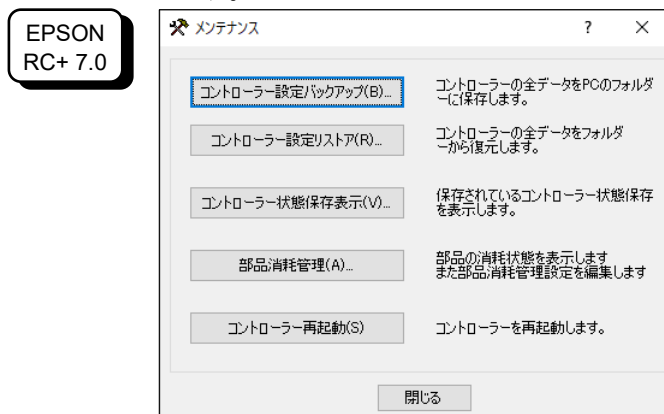 EPSON
RC+ 7.0
メンテナンス
? ×
コントローラー設定バックアップ(B)...
コントローラーの全データをPCのフォルダ
ーに保存します。
コントローラー設定リストア(R)...
コントローラーの全データをフォルダ
ーから復元します。
コントローラー状態保存表示(V)...
保存されているコントローラー状態保存
を表示します。
部品消耗管理(A)...
部品の消耗状態を表示します
また部品消耗管理設定を編集します
コントローラー再起動(S)
コントローラーを再起動します。
閉じる